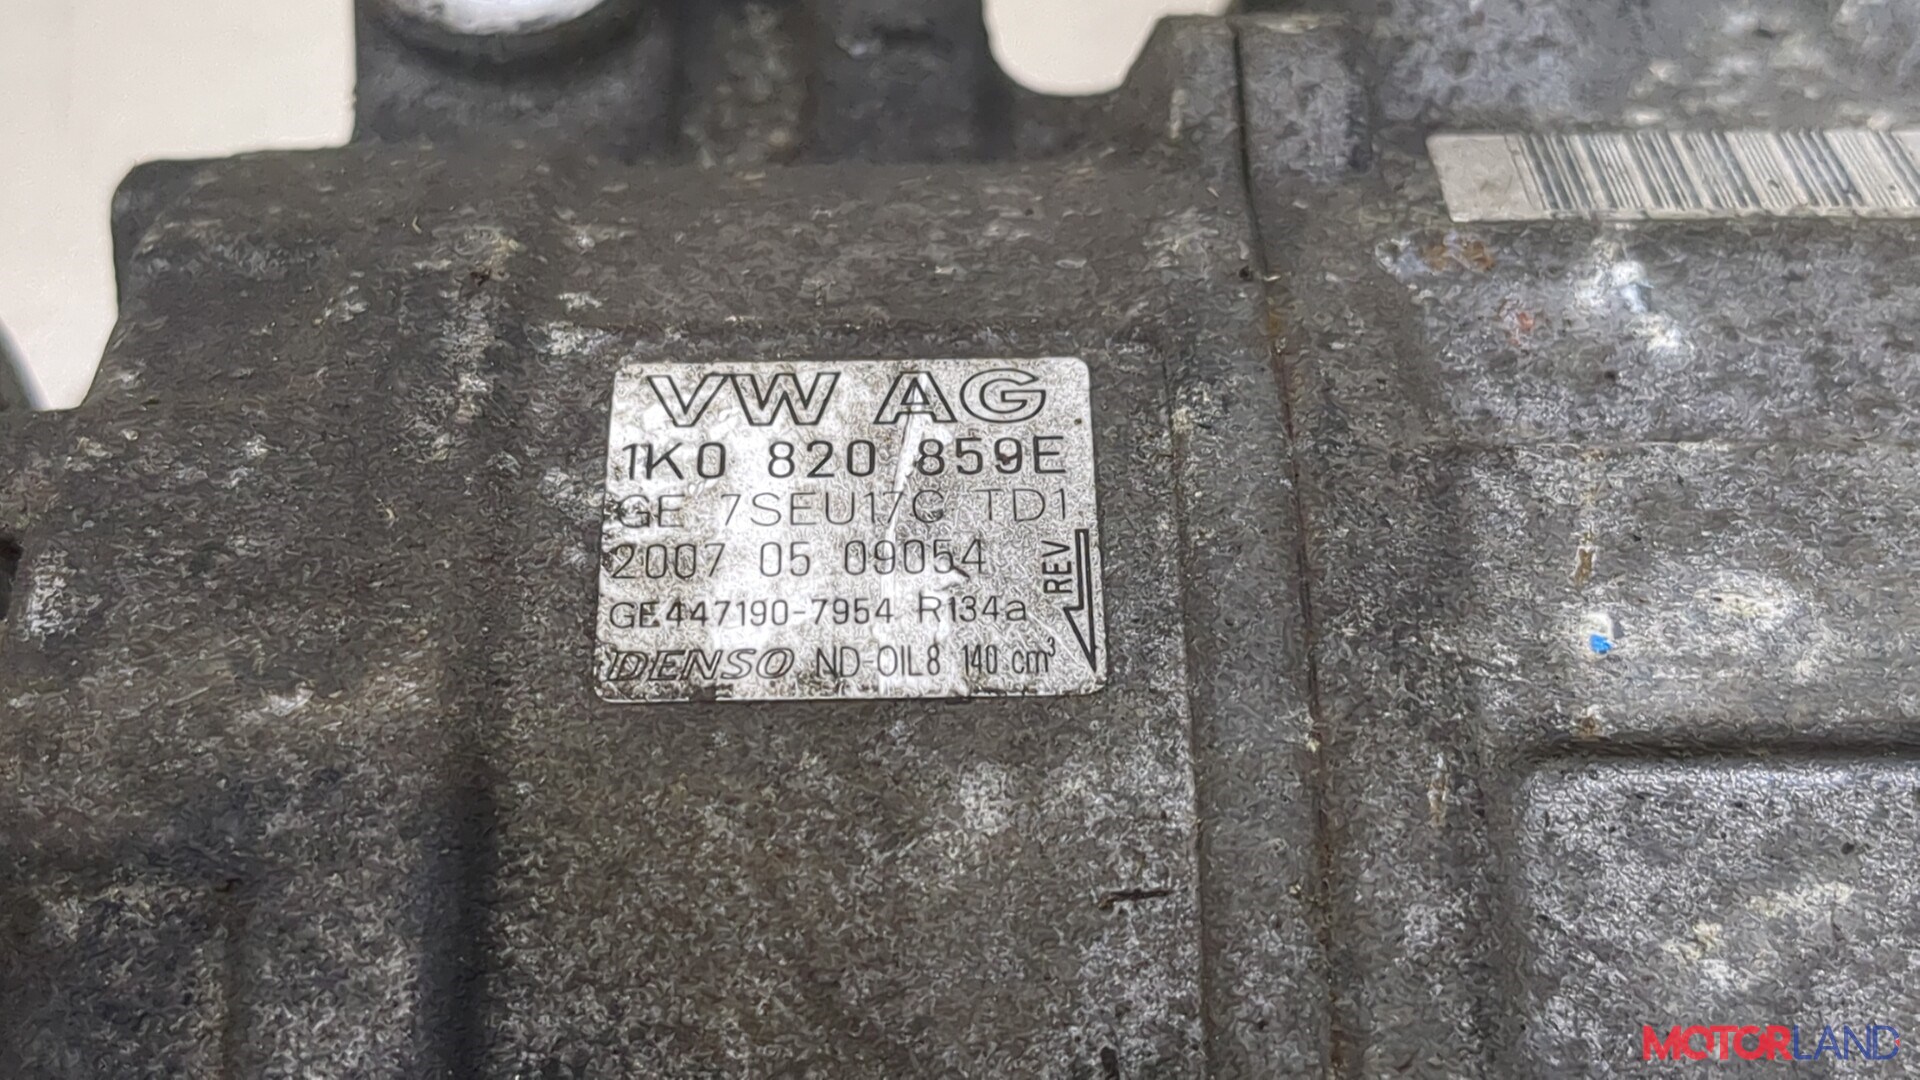 VW AG
1K0 820 859E
GE 7SEU17C TD1
2007 05 09054
REV
GE447190-7954 R134a
DENSO ND-OIL8 140 cm³
MOTORLAND